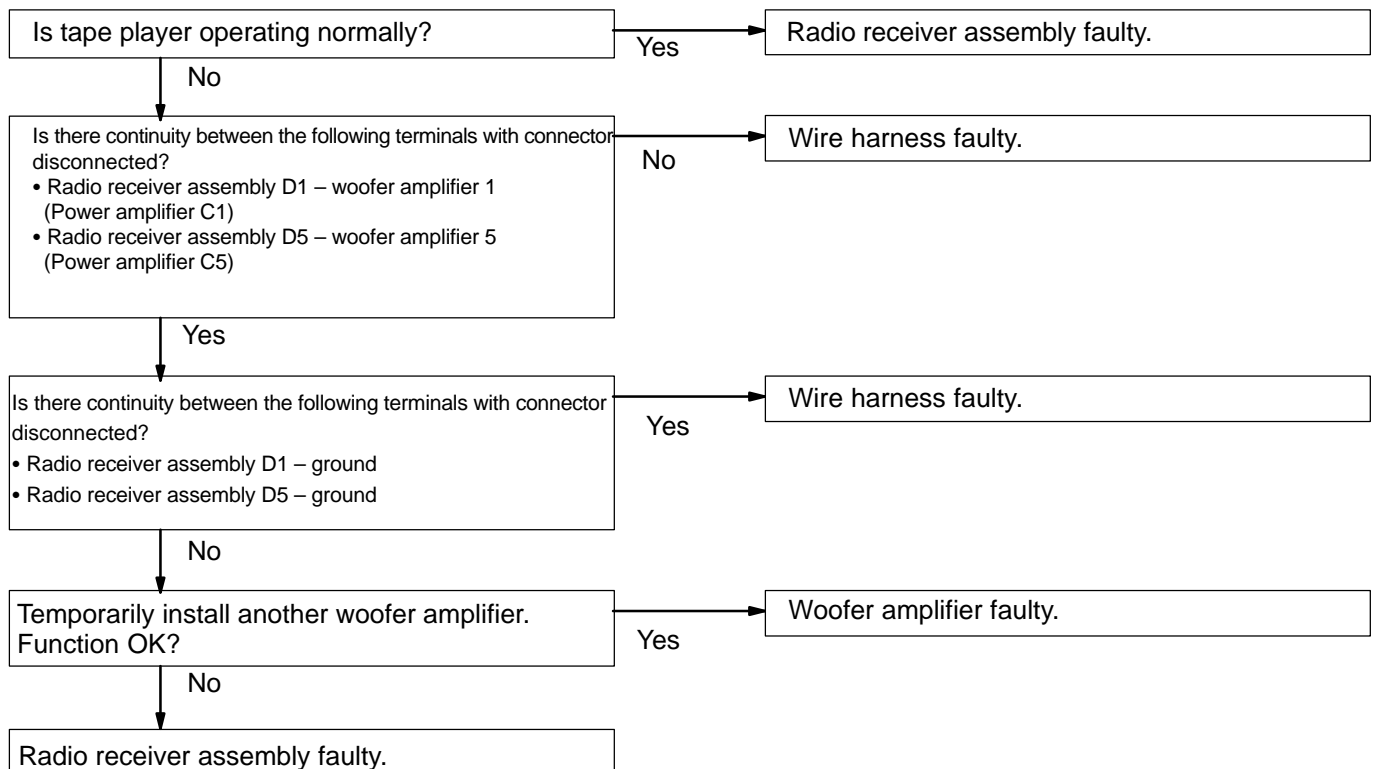 Is tape player operating normally?
Yes
Radio receiver assembly faulty.
No
Is there continuity between the following terminals with connector
disconnected?
• Radio receiver assembly D1 – woofer amplifier 1
(Power amplifier C1)
• Radio receiver assembly D5 – woofer amplifier 5
(Power amplifier C5)
No
Wire harness faulty.
Yes
Is there continuity between the following terminals with connector
disconnected?
• Radio receiver assembly D1 – ground
• Radio receiver assembly D5 – ground
Yes
Wire harness faulty.
No
Temporarily install another woofer amplifier.
Function OK?
Yes
Woofer amplifier faulty.
No
Radio receiver assembly faulty.